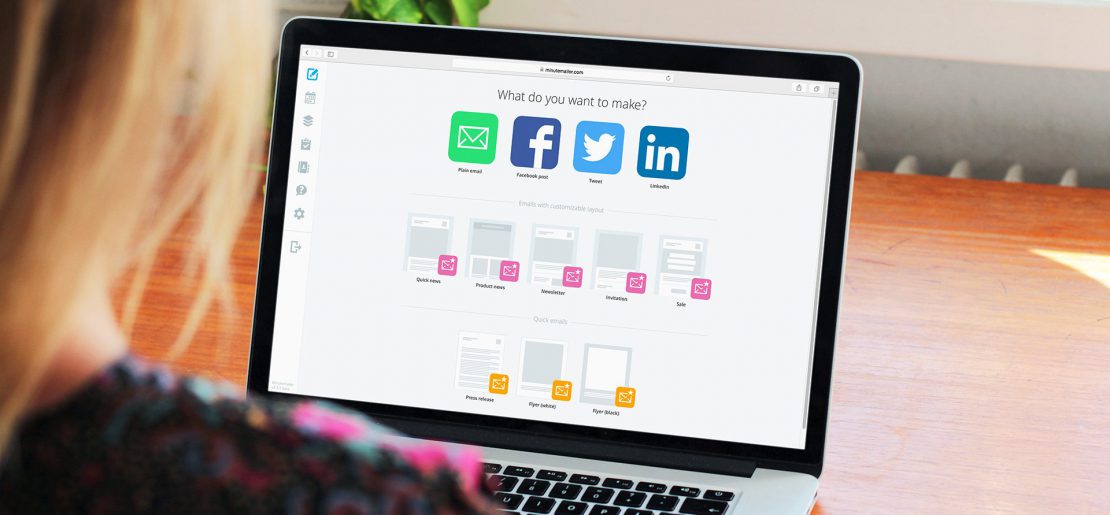 minutemailer.com
What do you want to make?
Plain email
Facebook post
Tweet
LinkedIn
Emails with customizable layout
Quick news
Product news
Newsletter
Invitation
Sale
Quick emails
Press release
Flyer (white)
Flyer (black)